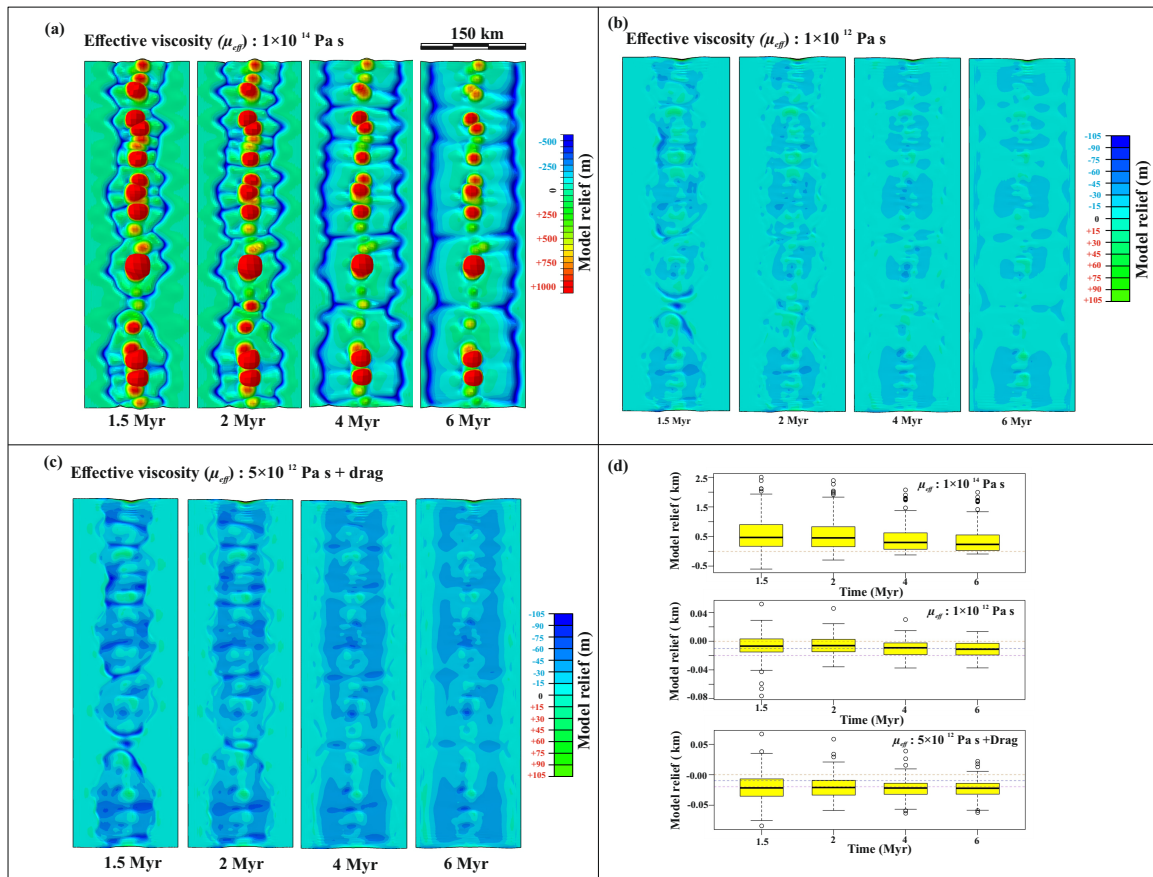 (a)
Effective viscosity (μeff) : 1×10 14 Pa s
150 km
-500
-250
0
+250
+500
+750
+1000
Model relief (m)
1.5 Myr
2 Myr
4 Myr
6 Myr
(b)
Effective viscosity (μeff) : 1×10 12 Pa s
-105
-90
-75
-60
-45
-30
-15
0
+15
+30
+45
+60
+75
+90
+105
Model relief (m)
1.5 Myr
2 Myr
4 Myr
6 Myr
(c)
Effective viscosity (μeff) : 5×10 12 Pa s + drag
-105
-90
-75
-60
-45
-30
-15
0
+15
+30
+45
+60
+75
+90
+105
Model relief (m)
1.5 Myr
2 Myr
4 Myr
6 Myr
(d)
μeff : 1×10 14 Pa s
Model relief ( km)
2.5
1.5
0.5
-0.5
1.5
2
4
6
Time (Myr)
μeff : 1×10 12 Pa s
Model relief ( km)
0.04
0.00
-0.04
-0.08
1.5
2
4
6
Time (Myr)
μeff : 5×10 12 Pa s +Drag
Model relief ( km)
0.05
-0.00
-0.05
1.5
2
4
6
Time (Myr)